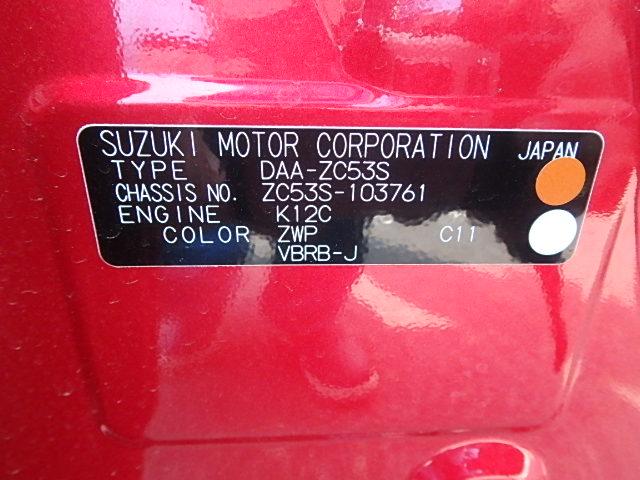 SUZUKI MOTOR CORPORATION JAPAN
TYPE DAA-ZC53S
CHASSIS NO. ZC53S-103761
ENGINE K12C
COLOR ZWP C11
VBRB-J